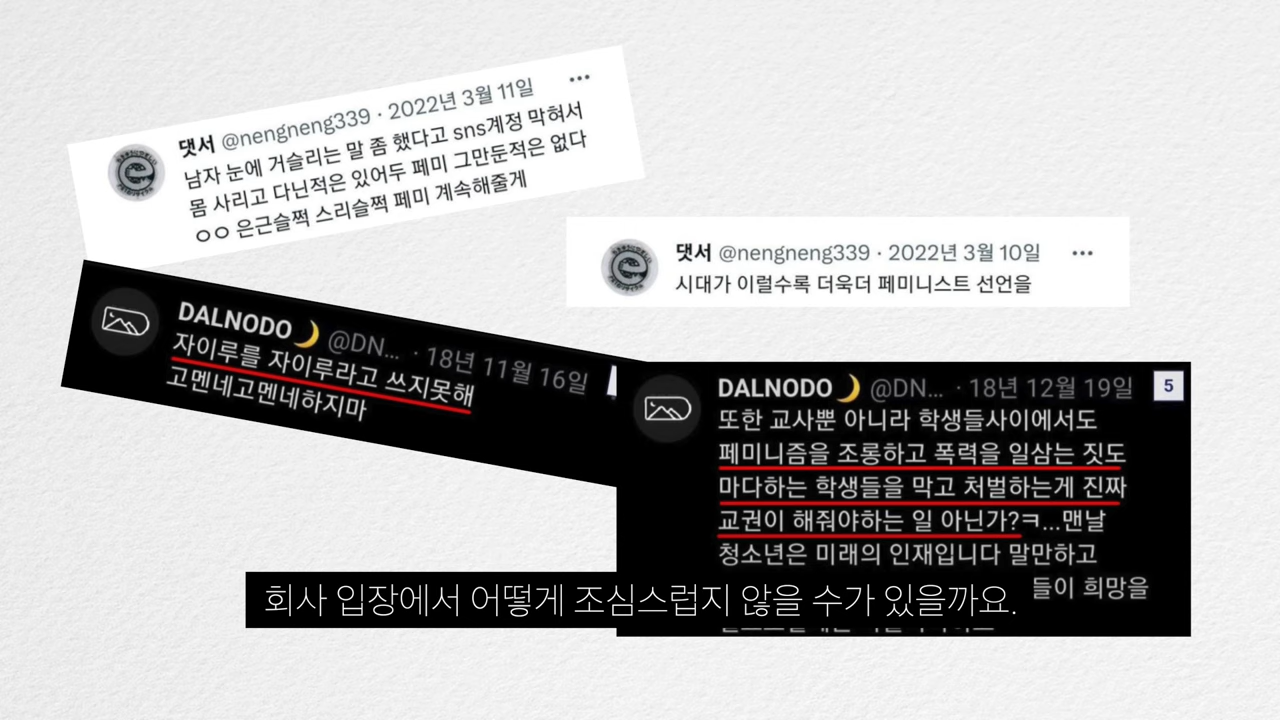 댓서 @nengneng339 · 2022년 3월 11일
남자 눈에 거슬리는 말 좀 했다고 sns계정 막혀서
몸 사리고 다닌적은 있어두 페미 그만둔적은 없다
ㅇㅇ 은근슬쩍 스리슬쩍 페미 계속해줄게
댓서 @nengneng339 · 2022년 3월 10일
시대가 이럴수록 더욱더 페미니스트 선언을
DALNODO🌙 @DN... · 18년 11월 16일
자이루를 자이루라고 쓰지못해
고멘네고멘네하지마
DALNODO🌙 @DN... · 18년 12월 19일 5
또한 교사뿐 아니라 학생들사이에서도
페미니즘을 조롱하고 폭력을 일삼는 짓도
마다하는 학생들을 막고 처벌하는게 진짜
교권이 해줘야하는 일 아닌가?ㅋ...맨날
청소년은 미래의 인재입니다 말만하고
들이 희망을
회사 입장에서 어떻게 조심스럽지 않을 수가 있을까요.